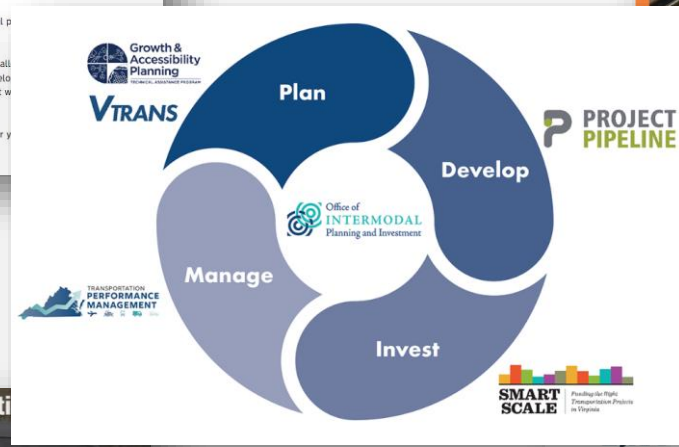 Growth &
Accessibility
Planning
TECHNICAL ASSISTANCE PROGRAM
VTRANS
Plan
PROJECT
PIPELINE
Develop
Office of
INTERMODAL
Planning and Investment
Manage
TRANSPORTATION
PERFORMANCE
MANAGEMENT
Invest
SMART
SCALE
Funding the Right
Transportation Projects
in Virginia